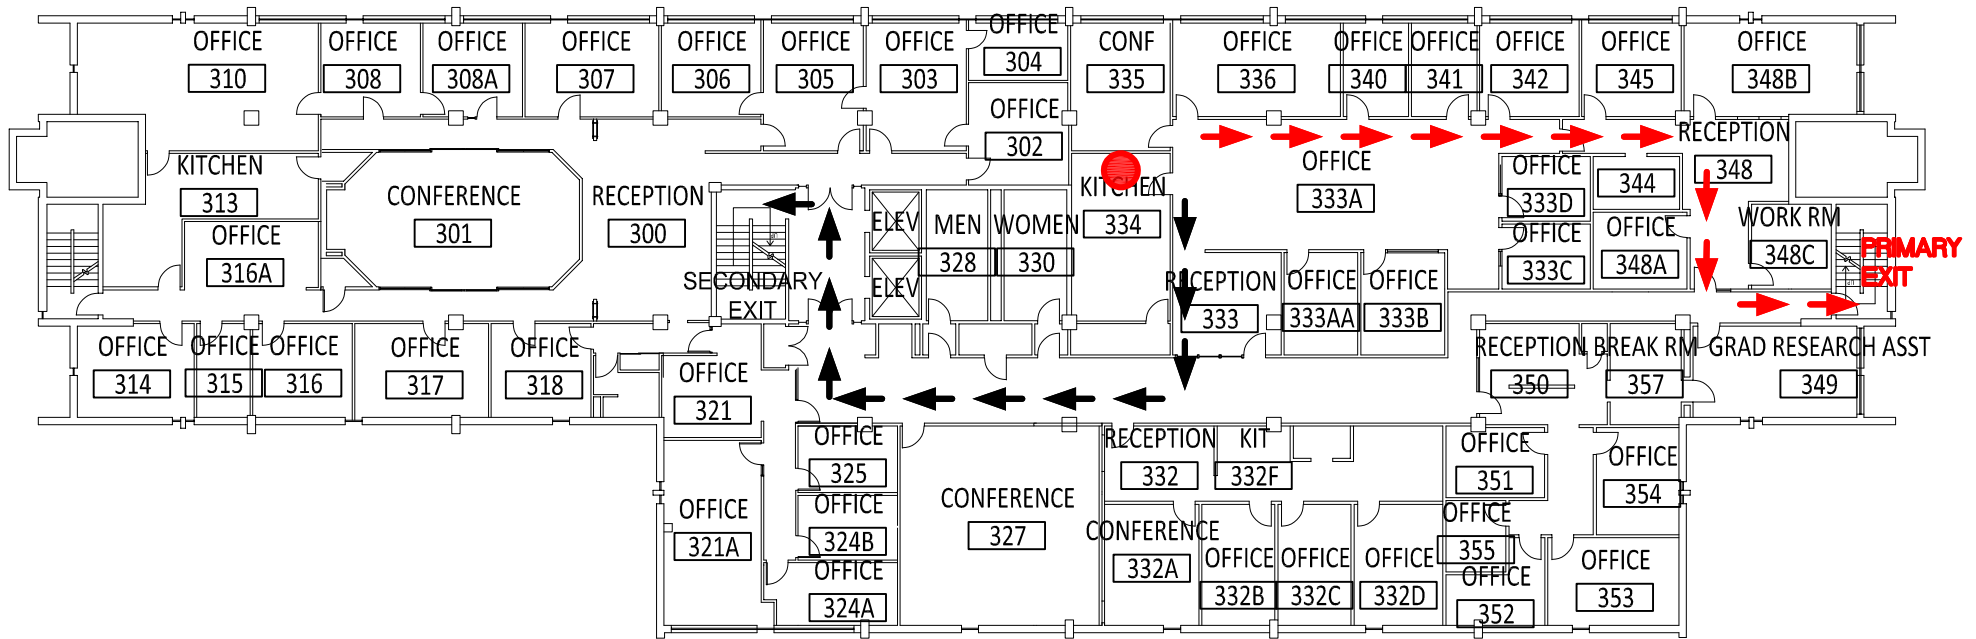 OFFICE
310
OFFICE
308
OFFICE
308A
OFFICE
307
OFFICE
306
OFFICE
305
OFFICE
303
OFFICE
304
OFFICE
302
CONF
335
OFFICE
336
OFFICE
340
OFFICE
341
OFFICE
342
OFFICE
345
OFFICE
348B
KITCHEN
313
OFFICE
316A
CONFERENCE
301
RECEPTION
300
SECONDARY
EXIT
ELEV
ELEV
MEN
328
WOMEN
330
KITCHEN
334
OFFICE
333A
RECEPTION
333
OFFICE
333AA
OFFICE
333B
OFFICE
333D
OFFICE
333C
344
OFFICE
348A
RECEPTION
348
WORK RM
348C
PRIMARY
EXIT
OFFICE
314
OFFICE
315
OFFICE
316
OFFICE
317
OFFICE
318
OFFICE
321
RECEPTION
350
BREAK RM
357
GRAD RESEARCH ASST
349
OFFICE
321A
OFFICE
325
OFFICE
324B
OFFICE
324A
CONFERENCE
327
RECEPTION
332
KIT
332F
CONFERENCE
332A
OFFICE
332B
OFFICE
332C
OFFICE
332D
OFFICE
351
OFFICE
355
OFFICE
352
OFFICE
354
OFFICE
353